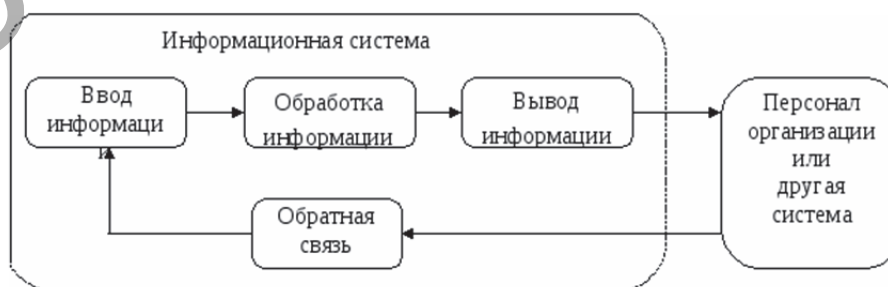 Информационная система
Ввод
информаци
и
Обработка
информации
Вывод
информации
Персонал
организации
или
другая
система
Обратная
связь